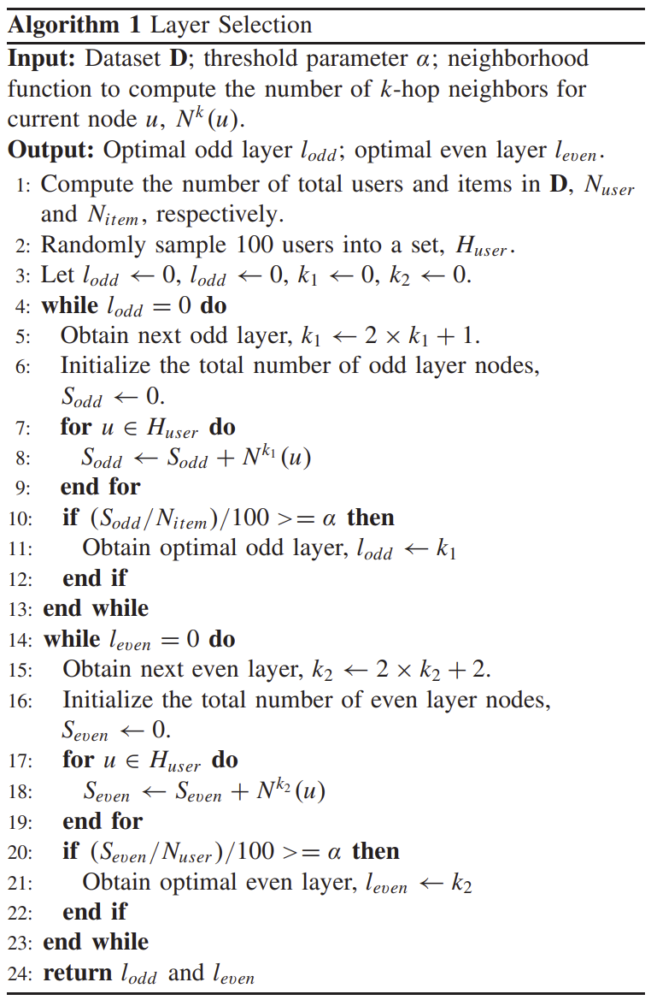 Algorithm 1 Layer Selection
Input: Dataset D; threshold parameter α; neighborhood
function to compute the number of k-hop neighbors for
current node u, N^k(u).
Output: Optimal odd layer l_odd; optimal even layer l_even.
1: Compute the number of total users and items in D, N_user
and N_item, respectively.
2: Randomly sample 100 users into a set, H_user.
3: Let l_odd ← 0, l_odd ← 0, k_1 ← 0, k_2 ← 0.
4: while l_odd = 0 do
5: Obtain next odd layer, k_1 ← 2 × k_1 + 1.
6: Initialize the total number of odd layer nodes,
S_odd ← 0.
7: for u ∈ H_user do
8: S_odd ← S_odd + N^{k_1}(u)
9: end for
10: if (S_odd/N_item)/100 >= α then
11: Obtain optimal odd layer, l_odd ← k_1
12: end if
13: end while
14: while l_even = 0 do
15: Obtain next even layer, k_2 ← 2 × k_2 + 2.
16: Initialize the total number of even layer nodes,
S_even ← 0.
17: for u ∈ H_user do
18: S_even ← S_even + N^{k_2}(u)
19: end for
20: if (S_even/N_user)/100 >= α then
21: Obtain optimal even layer, l_even ← k_2
22: end if
23: end while
24: return l_odd and l_even